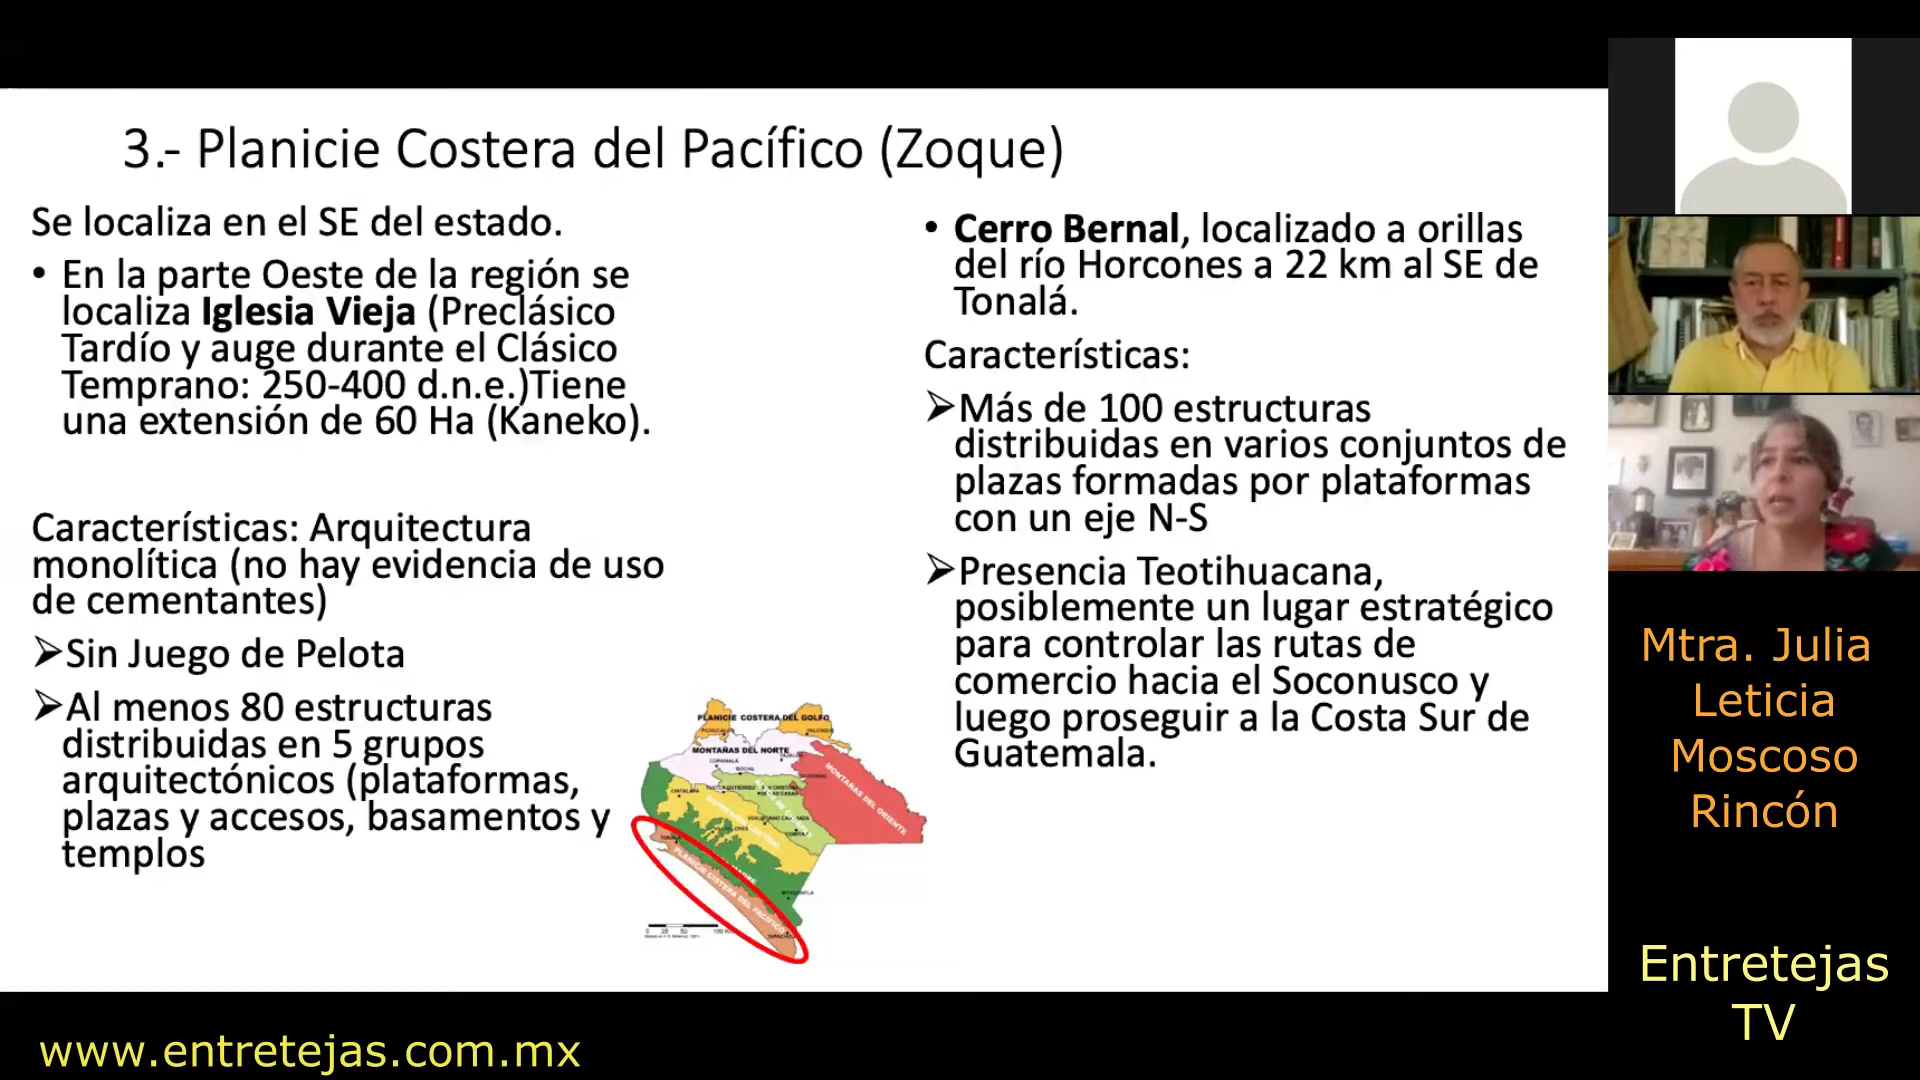 3.- Planicie Costera del Pacífico (Zoque)
Se localiza en el SE del estado.
• En la parte Oeste de la región se
localiza Iglesia Vieja (Preclásico
Tardío y auge durante el Clásico
Temprano: 250-400 d.n.e.)Tiene
una extensión de 60 Ha (Kaneko).
Características: Arquitectura
monolítica (no hay evidencia de uso
de cementantes)
➢Sin Juego de Pelota
➢Al menos 80 estructuras
distribuidas en 5 grupos
arquitectónicos (plataformas,
plazas y accesos, basamentos y
templos
• Cerro Bernal, localizado a orillas
del río Horcones a 22 km al SE de
Tonalá.
Características:
➢Más de 100 estructuras
distribuidas en varios conjuntos de
plazas formadas por plataformas
con un eje N-S
➢Presencia Teotihuacana,
posiblemente un lugar estratégico
para controlar las rutas de
comercio hacia el Soconusco y
luego proseguir a la Costa Sur de
Guatemala.
PLANICIE COSTERA DEL GOLFO
MONTAÑAS DEL NORTE
MONTAÑAS DEL ORIENTE
PLANICIE COSTERA DEL PACÍFICO
Mtra. Julia
Leticia
Moscoso
Rincón
Entretejas
TV
www.entretejas.com.mx